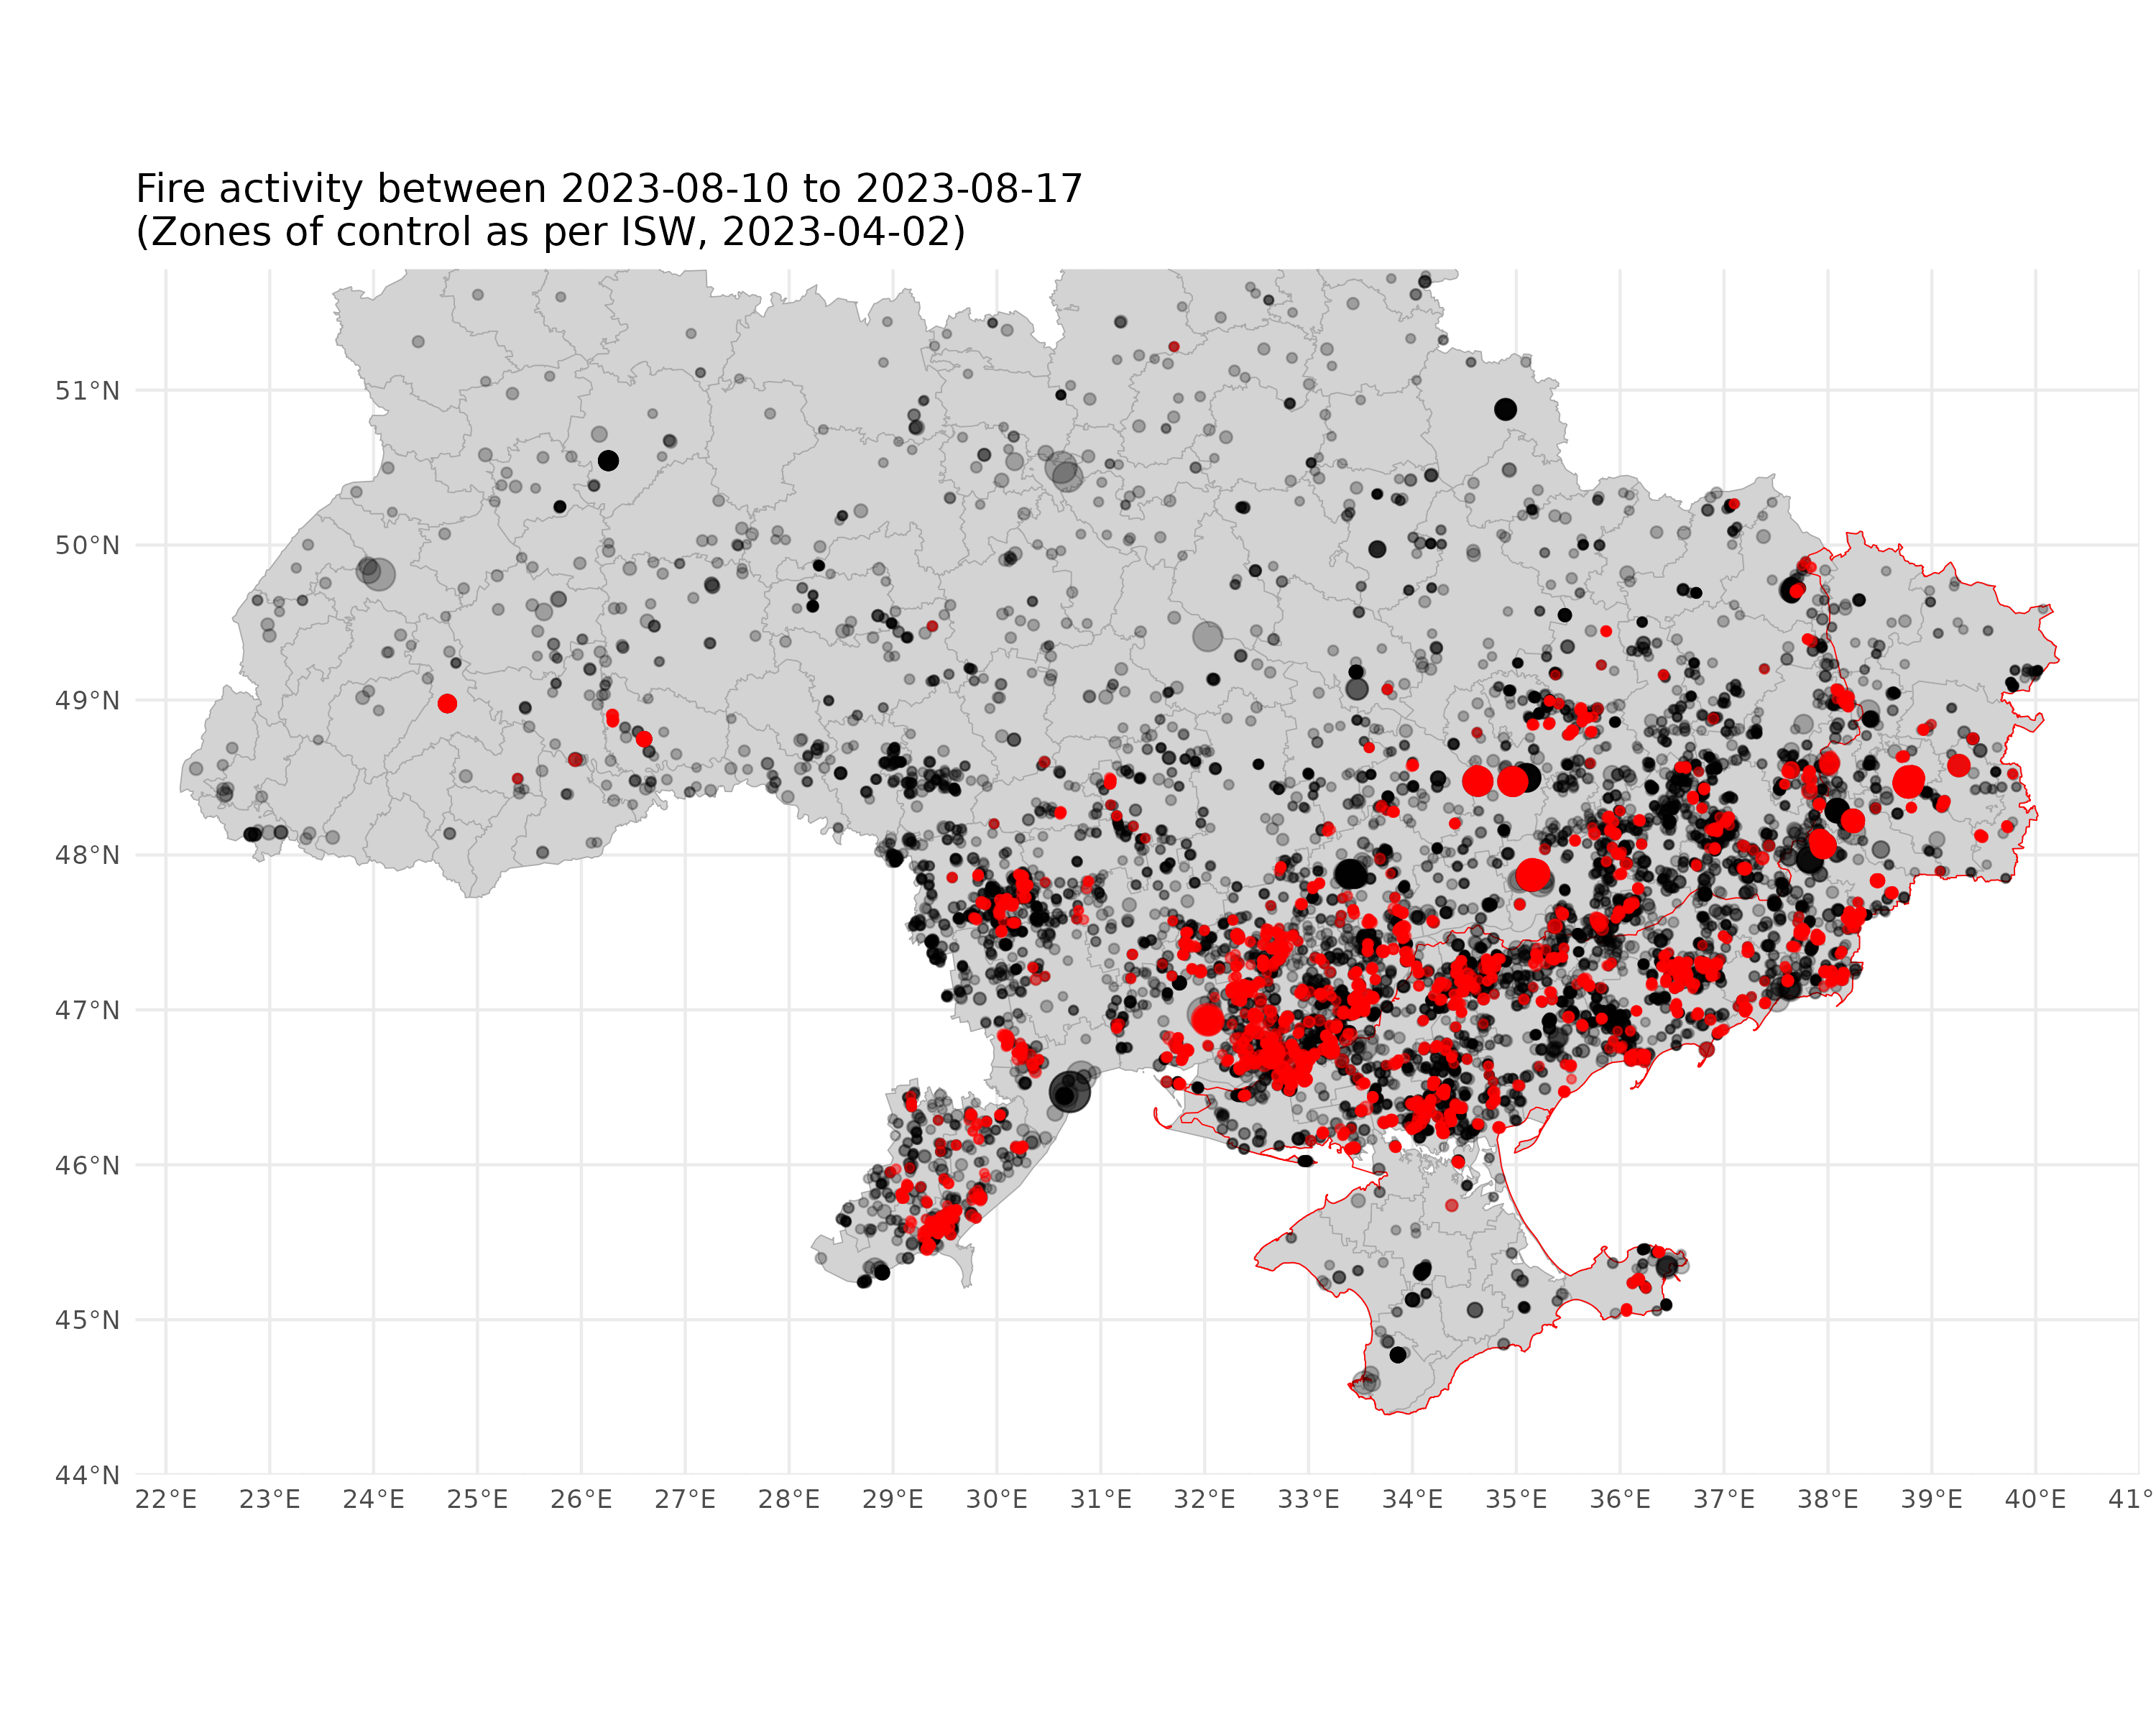 Fire activity between 2023-08-10 to 2023-08-17
(Zones of control as per ISW, 2023-04-02)
51°N
50°N
49°N
48°N
47°N
46°N
45°N
44°N
22°E 23°E 24°E 25°E 26°E 27°E 28°E 29°E 30°E 31°E 32°E 33°E 34°E 35°E 36°E 37°E 38°E 39°E 40°E 41°